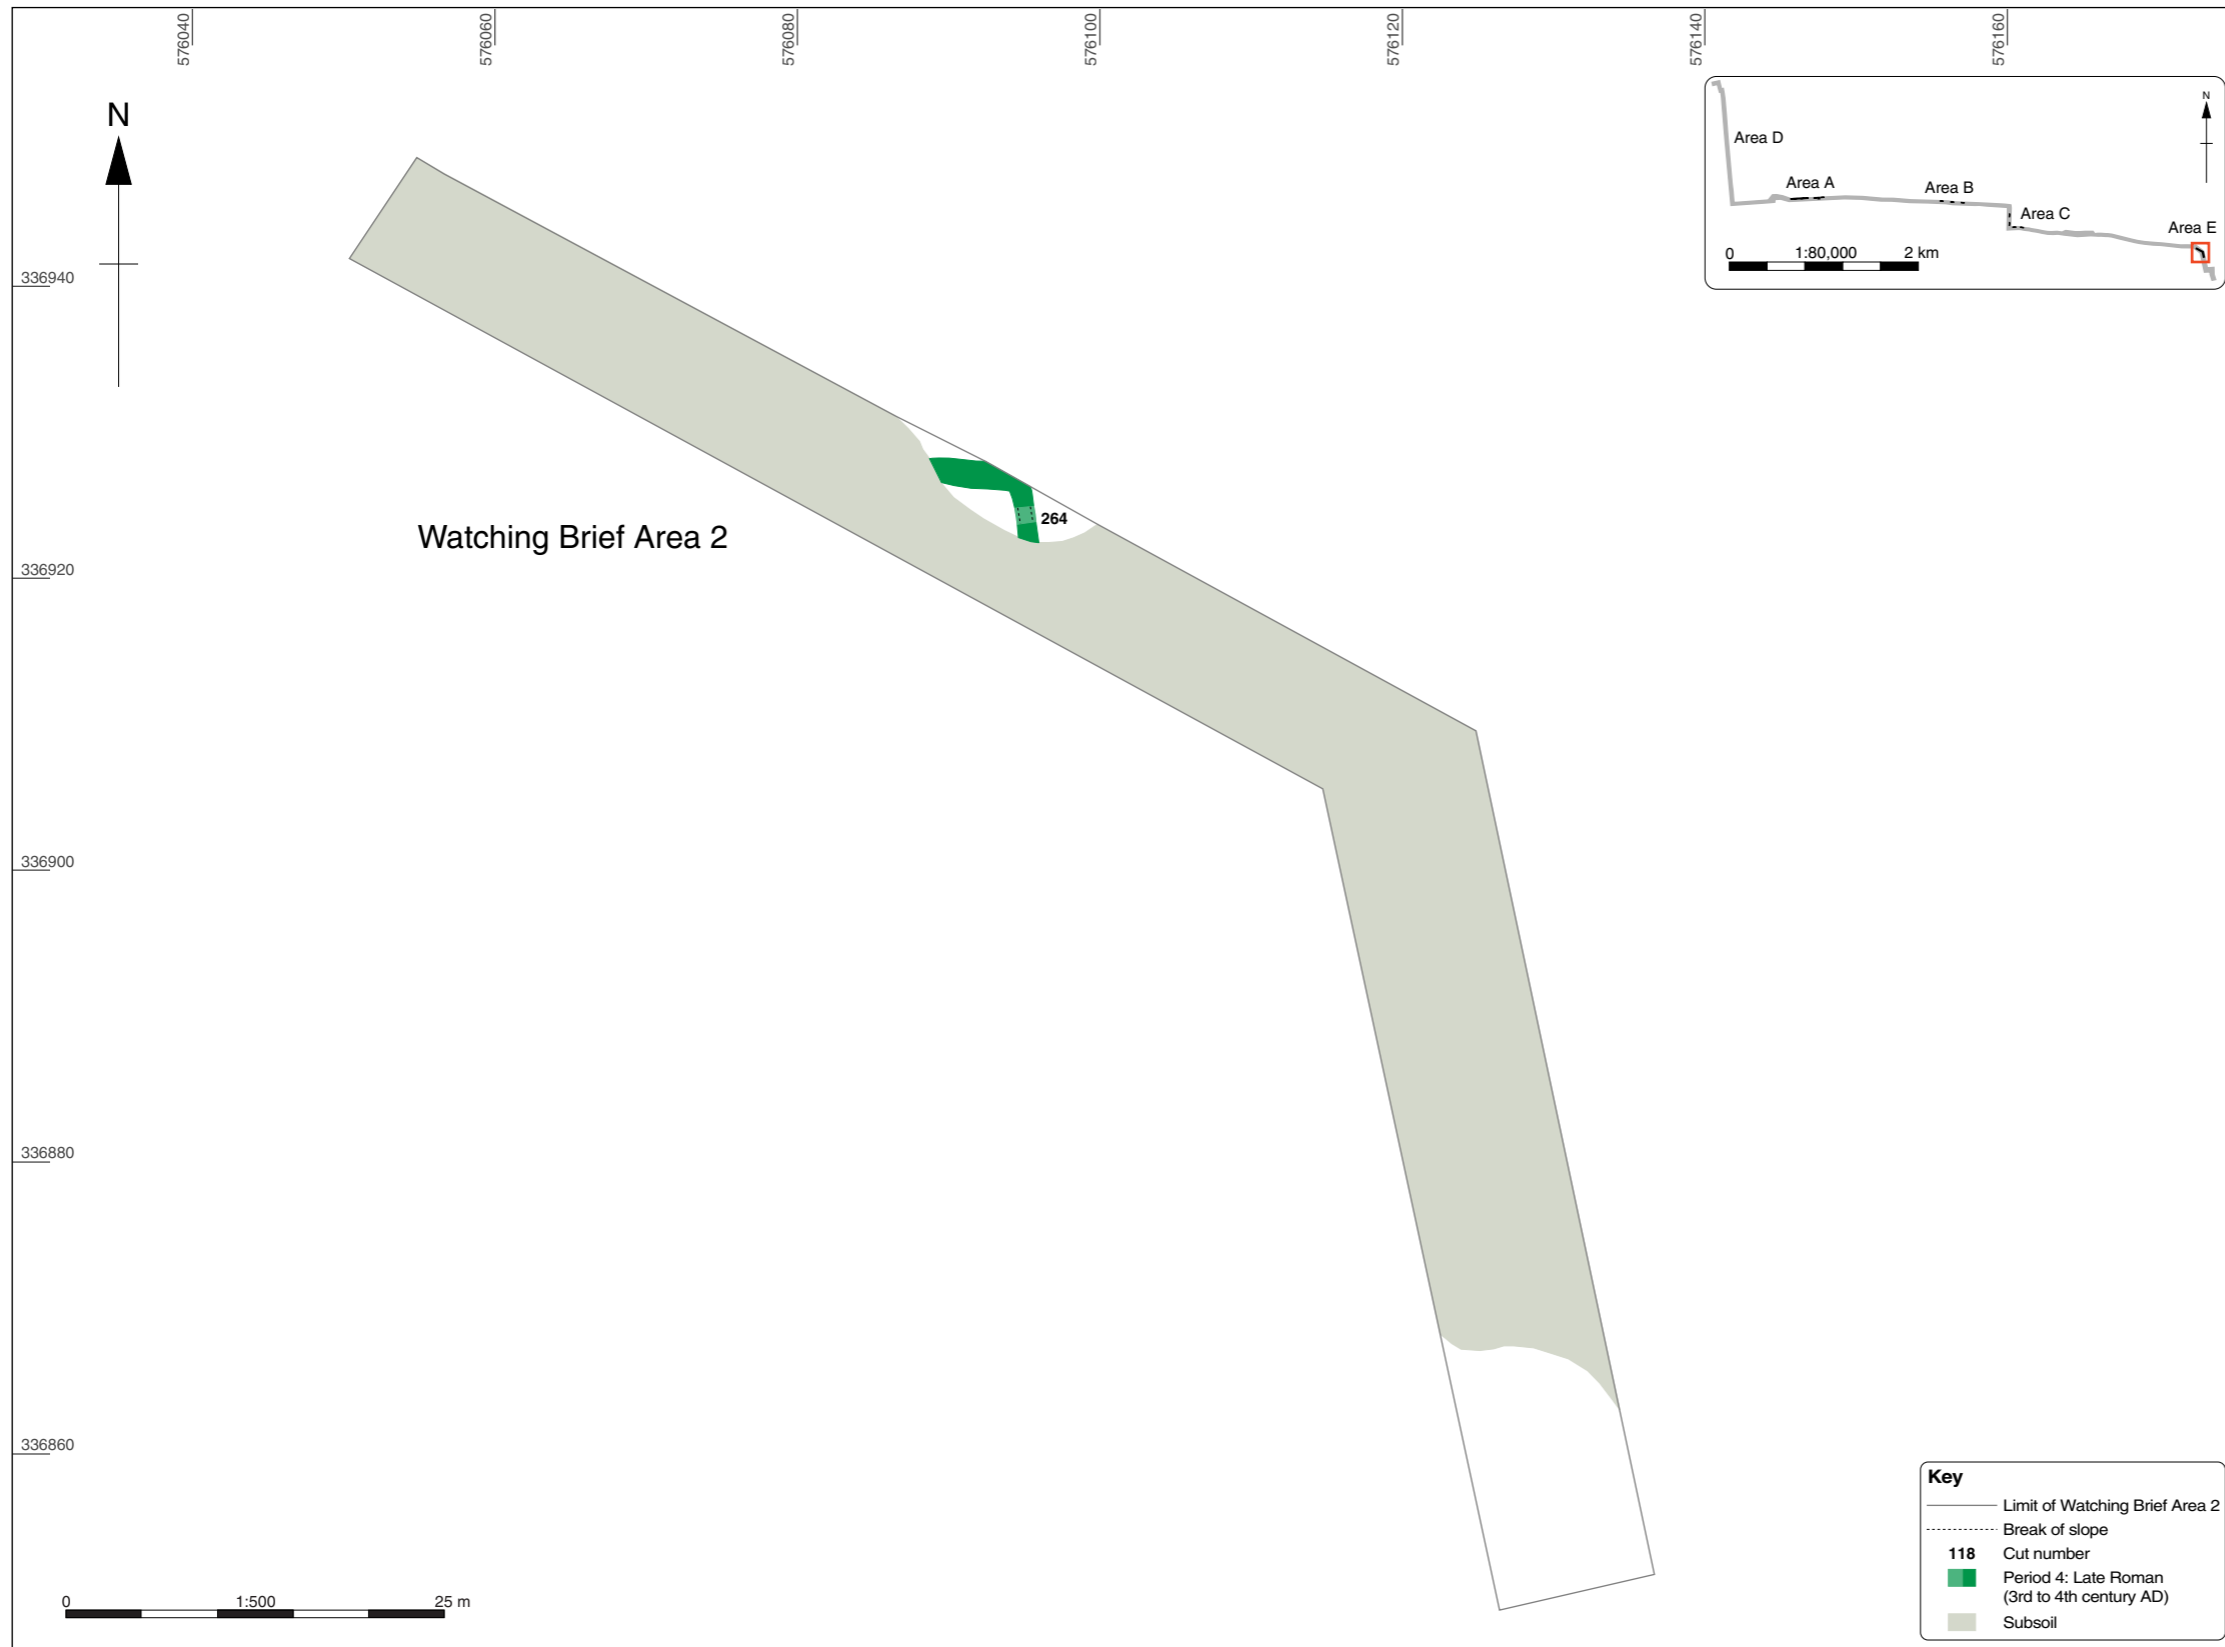 576040
576060
576080
576100
576120
576140
576160
N
N
Area D
Area A
Area B
Area C
Area E
0 1:80,000 2 km
336940
336920
336900
336880
336860
264
Watching Brief Area 2
0 1:500 25 m
Key
Limit of Watching Brief Area 2
Break of slope
118 Cut number
Period 4: Late Roman
(3rd to 4th century AD)
Subsoil